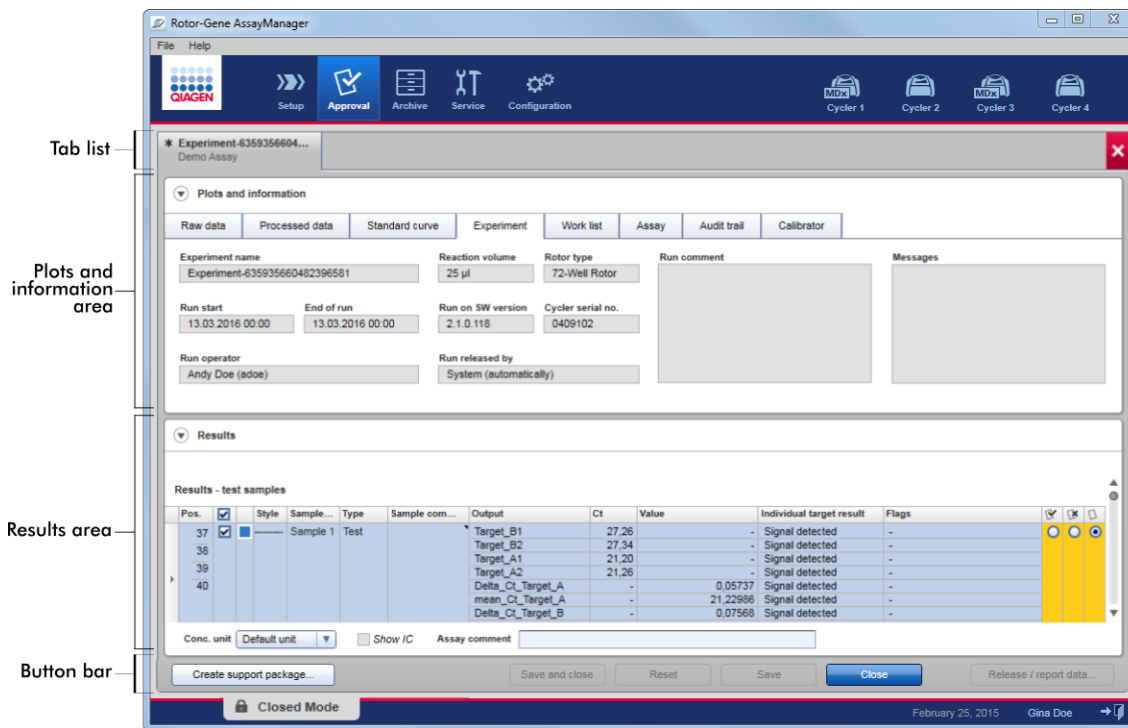 Rotor-Gene AssayManager
File Help
QIAGEN
Setup Approval Archive Service Configuration
MDx MDx
Cycler 1 Cycler 2 Cycler 3 Cycler 4
Tab list
* Experiment-6359356604...
Demo Assay
Plots and information
Raw data Processed data Standard curve Experiment Work list Assay Audit trail Calibrator
Plots and
information
area
Experiment name Reaction volume Rotor type Run comment Messages
Experiment-635935660482396581 25 µl 72-Well Rotor
Run start End of run Run on SW version Cycler serial no.
13.03.2016 00:00 13.03.2016 00:00 2.1.0.118 0409102
Run operator Run released by
Andy Doe (adoe) System (automatically)
Results
Results area
Results - test samples
Pos. Style Sample... Type Sample com... Output Ct Value Individual target result Flags
37 Sample 1 Test Target_B1 27,26 - Signal detected -
38 Target_B2 27,34 - Signal detected -
39 Target_A1 21,20 - Signal detected -
40 Target_A2 21,26 - Signal detected -
Delta_Ct_Target_A - 0,05737 Signal detected -
mean_Ct_Target_A - 21,22986 Signal detected -
Delta_Ct_Target_B - 0,07568 Signal detected -
Conc. unit Default unit Show IC Assay comment
Button bar
Create support package... Save and close Reset Save Close Release / report data...
Closed Mode
February 25, 2015 Gina Doe